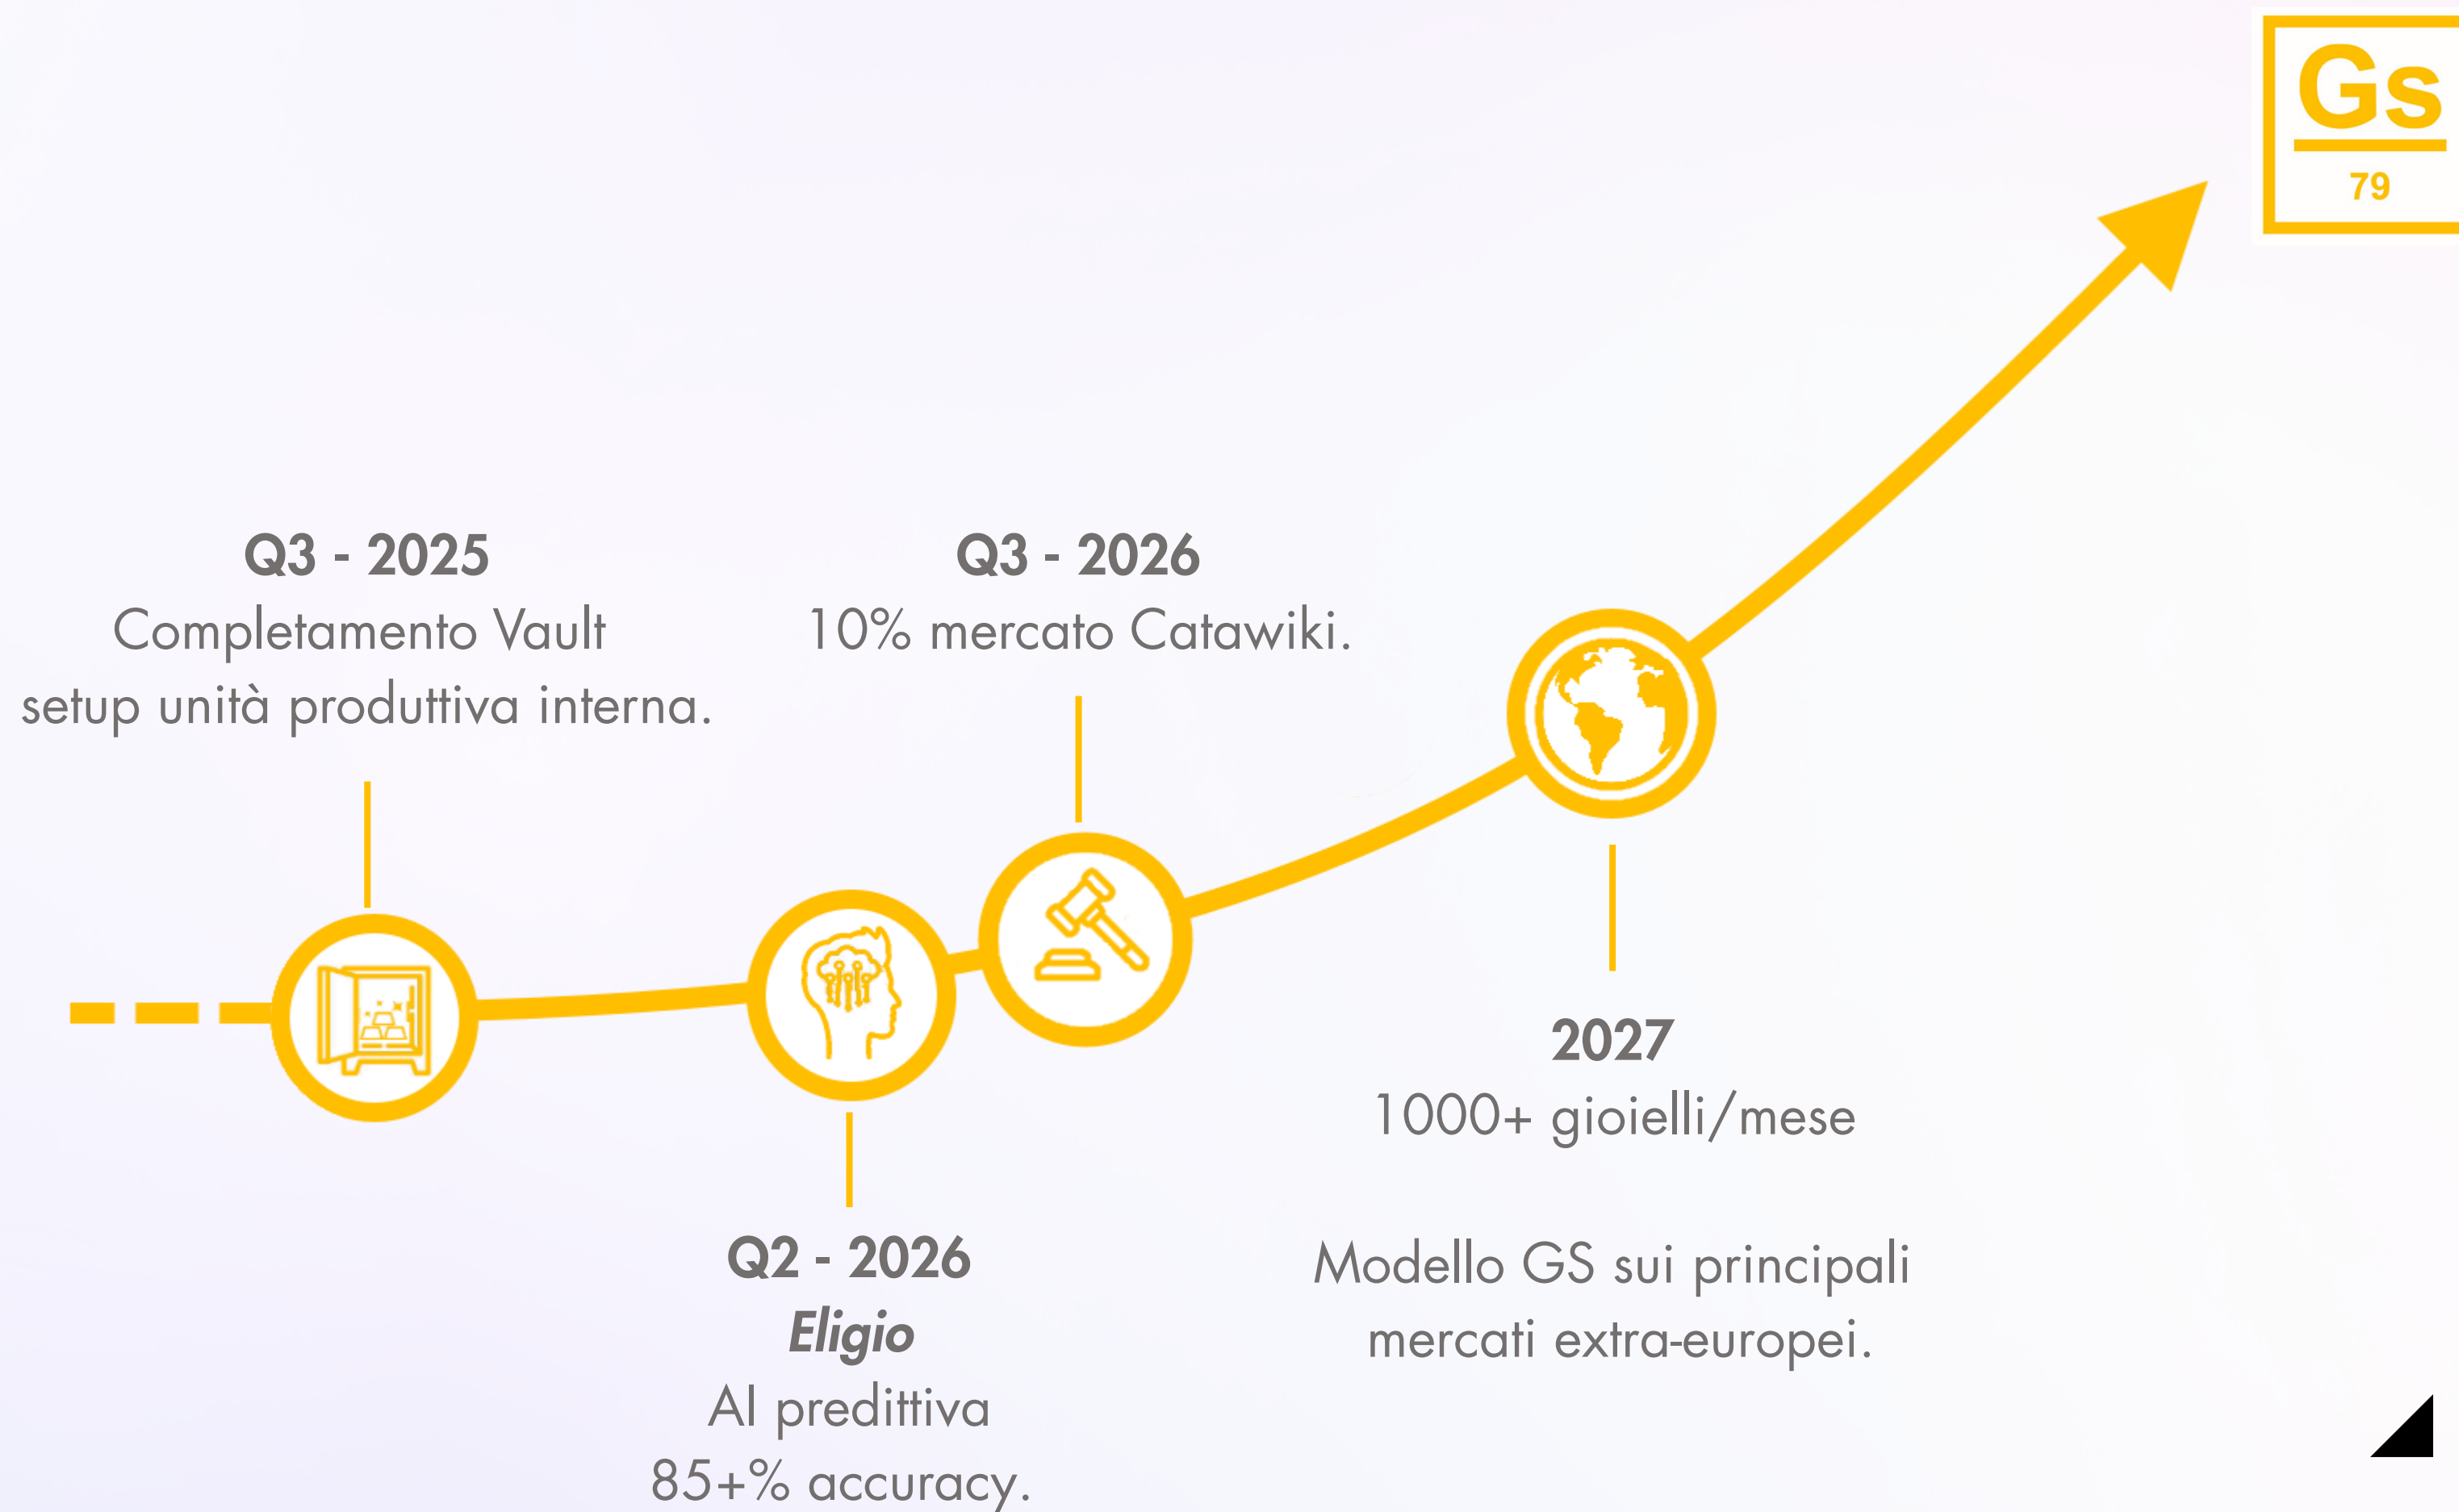 Gs
79
Q3 - 2025
Completamento Vault
setup unità produttiva interna.
Q3 - 2026
10% mercato Catawiki.
Q2 - 2026
Eligio
AI predittiva
85+% accuracy.
2027
1000+ gioielli/mese
Modello GS sui principali
mercati extra-europei.